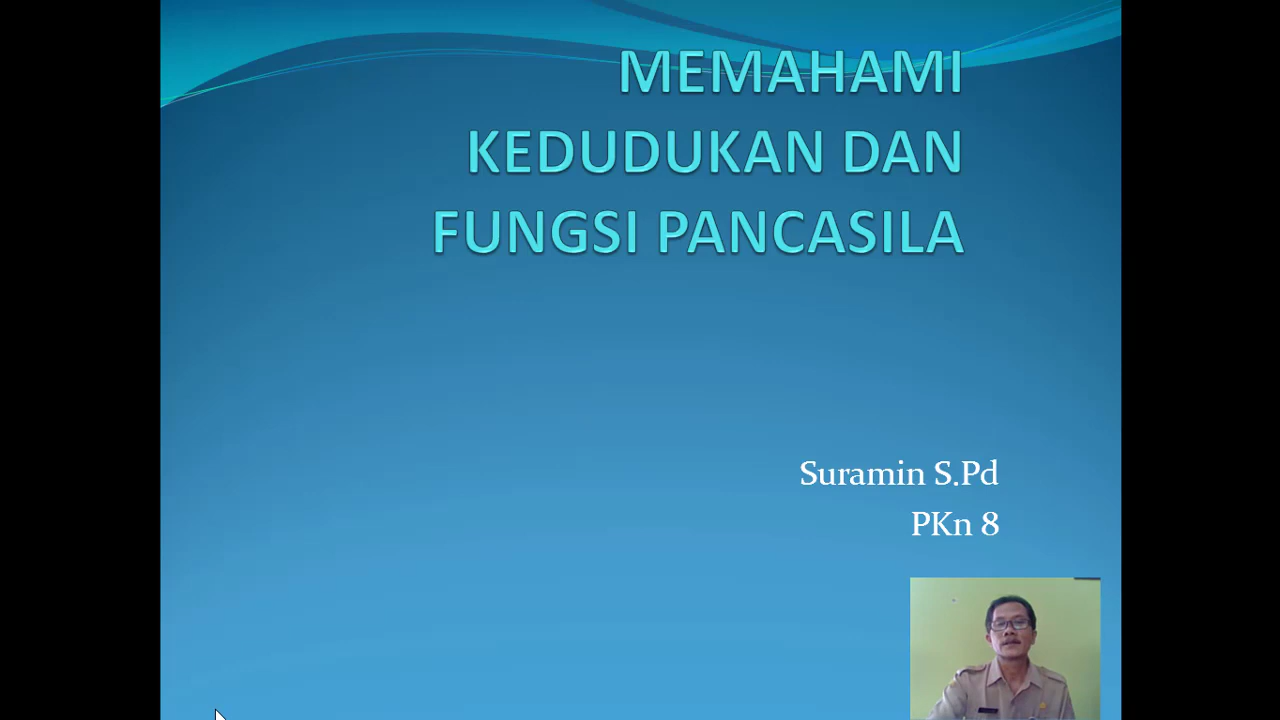 MEMAHAMI
KEDUDUKAN DAN
FUNGSI PANCASILA
Suramin S.Pd
PKn 8